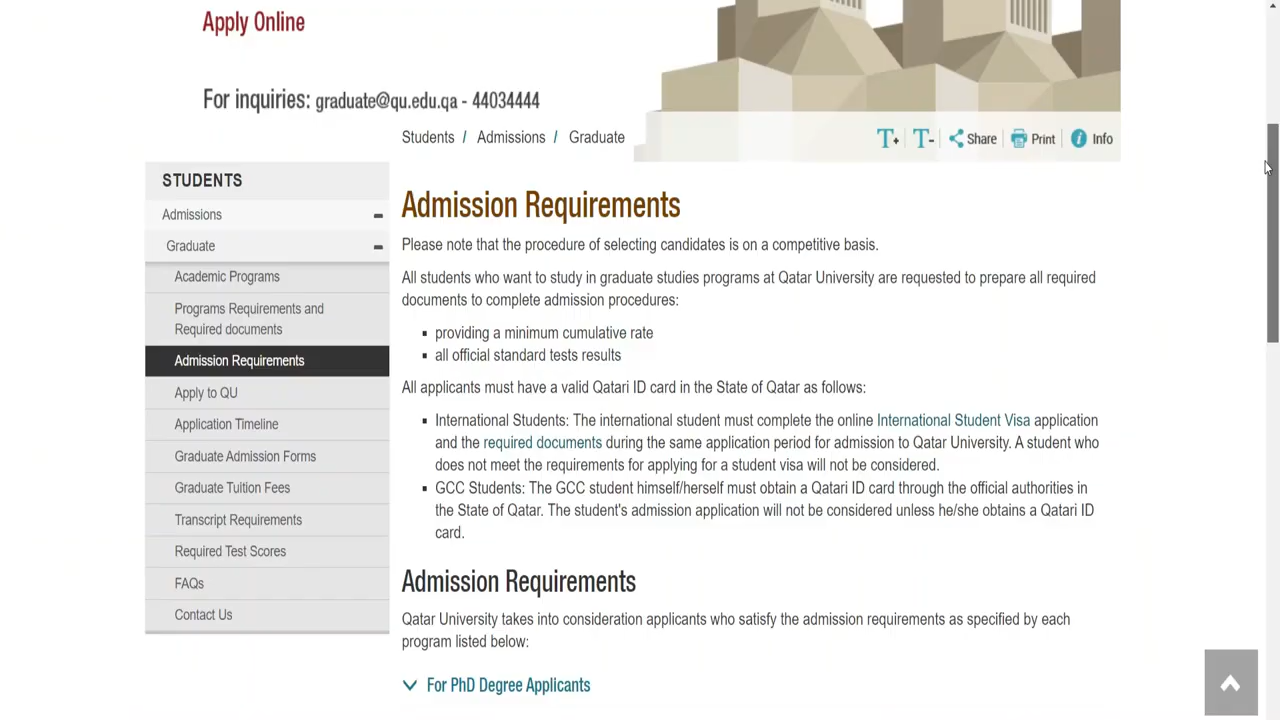 Apply Online
For inquiries: graduate@qu.edu.qa - 44034444
Students / Admissions / Graduate
T+ T- Share Print Info
STUDENTS
Admissions
Graduate
Academic Programs
Programs Requirements and
Required documents
Admission Requirements
Apply to QU
Application Timeline
Graduate Admission Forms
Graduate Tuition Fees
Transcript Requirements
Required Test Scores
FAQs
Contact Us
Admission Requirements
Please note that the procedure of selecting candidates is on a competitive basis.
All students who want to study in graduate studies programs at Qatar University are requested to prepare all required
documents to complete admission procedures:
providing a minimum cumulative rate
all official standard tests results
All applicants must have a valid Qatari ID card in the State of Qatar as follows:
International Students: The international student must complete the online International Student Visa application
and the required documents during the same application period for admission to Qatar University. A student who
does not meet the requirements for applying for a student visa will not be considered.
GCC Students: The GCC student himself/herself must obtain a Qatari ID card through the official authorities in
the State of Qatar. The student's admission application will not be considered unless he/she obtains a Qatari ID
card.
Admission Requirements
Qatar University takes into consideration applicants who satisfy the admission requirements as specified by each
program listed below:
For PhD Degree Applicants